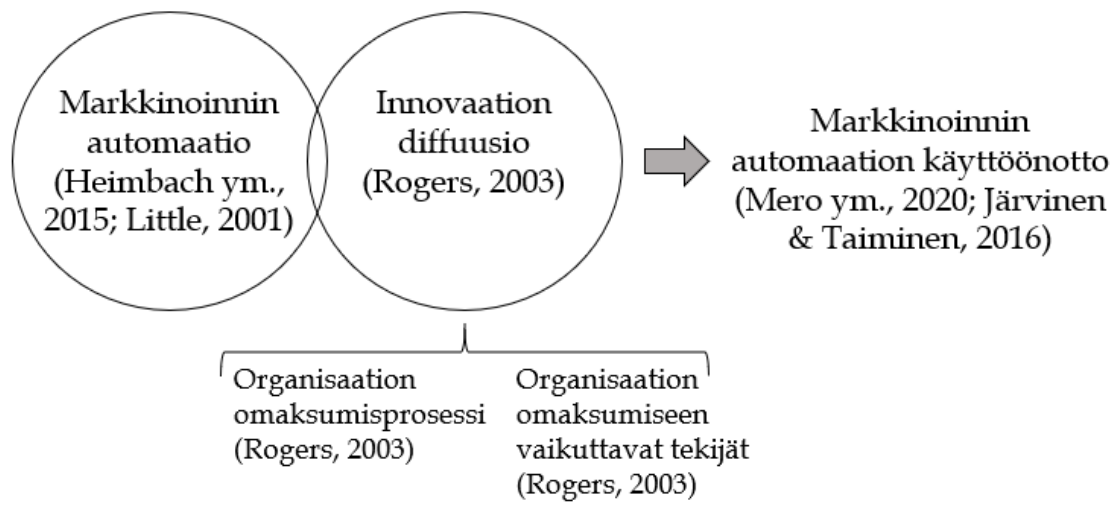 Markkinoinnin
automaatio
(Heimbach ym.,
2015; Little, 2001)
Innovaation
diffuusio
(Rogers, 2003)
Markkinoinnin
automaation käyttöönotto
(Mero ym., 2020; Järvinen
& Taiminen, 2016)
Organisaation
omaksumisprosessi
(Rogers, 2003)
Organisaation
omaksumiseen
vaikuttavat tekijät
(Rogers, 2003)